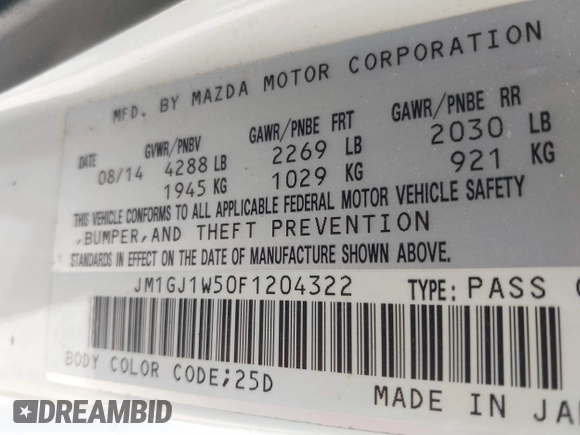 MFD. BY MAZDA MOTOR CORPORATION
DATE GVWR/PNBV GAWR/PNBE FRT GAWR/PNBE RR
08/14 4288 LB 2269 LB 2030 LB
1945 KG 1029 KG 921 KG
THIS VEHICLE CONFORMS TO ALL APPLICABLE FEDERAL MOTOR VEHICLE SAFETY
,BUMPER,AND THEFT PREVENTION
STANDARDS IN EFFECT ON THE DATE OF MANUFACTURE SHOWN ABOVE.
JM1GJ1W50F1204322 TYPE: PASS
BODY COLOR CODE;25D
MADE IN
DREAMBID